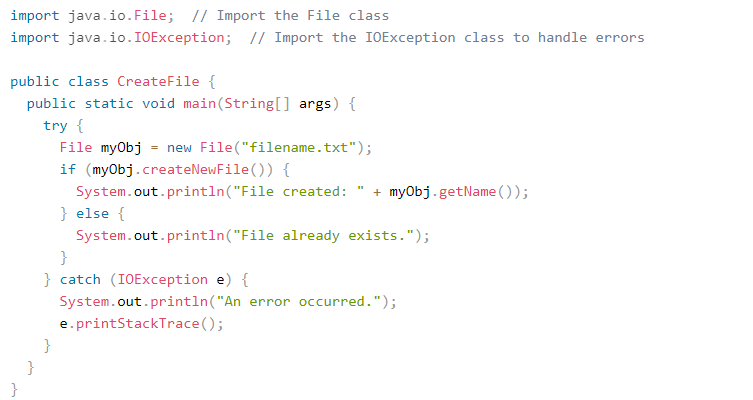 import java.io.File;  // Import the File class
import java.io.IOException;  // Import the IOException class to handle errors

public class CreateFile {
  public static void main(String[] args) {
    try {
      File myObj = new File("filename.txt");
      if (myObj.createNewFile()) {
        System.out.println("File created: " + myObj.getName());
      } else {
        System.out.println("File already exists.");
      }
    } catch (IOException e) {
      System.out.println("An error occurred.");
      e.printStackTrace();
    }
  }
}